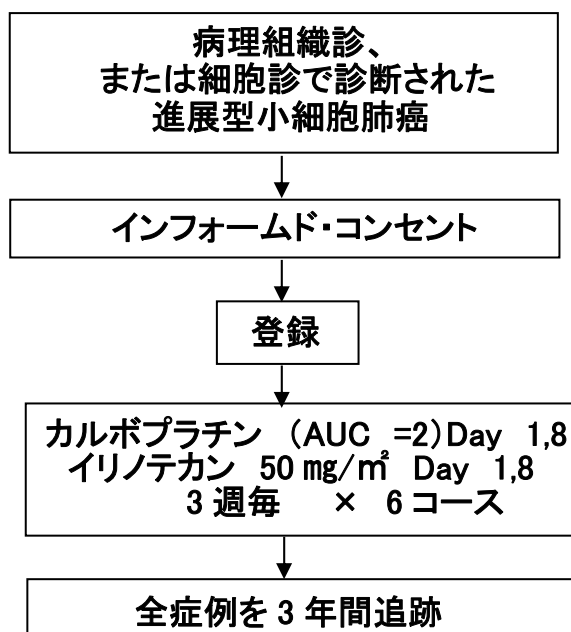 病理組織診、
または細胞診で診断された
進展型小細胞肺癌
インフォームド・コンセント
登録
カルボプラチン （AUC =2）Day 1,8
イリノテカン 50 ㎎/㎡ Day 1,8
3 週毎 × 6 コース
全症例を 3 年間追跡